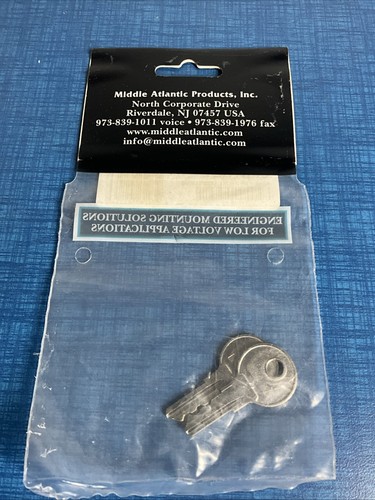 Middle Atlantic Products, Inc.
North Corporate Drive
Riverdale, NJ 07457 USA
973-839-1011 voice • 973-839-1976 fax
www.middleatlantic.com
info@middleatlantic.com
ENGINEERED MOUNTING SOLUTIONS
FOR LOW VOLTAGE APPLICATIONS